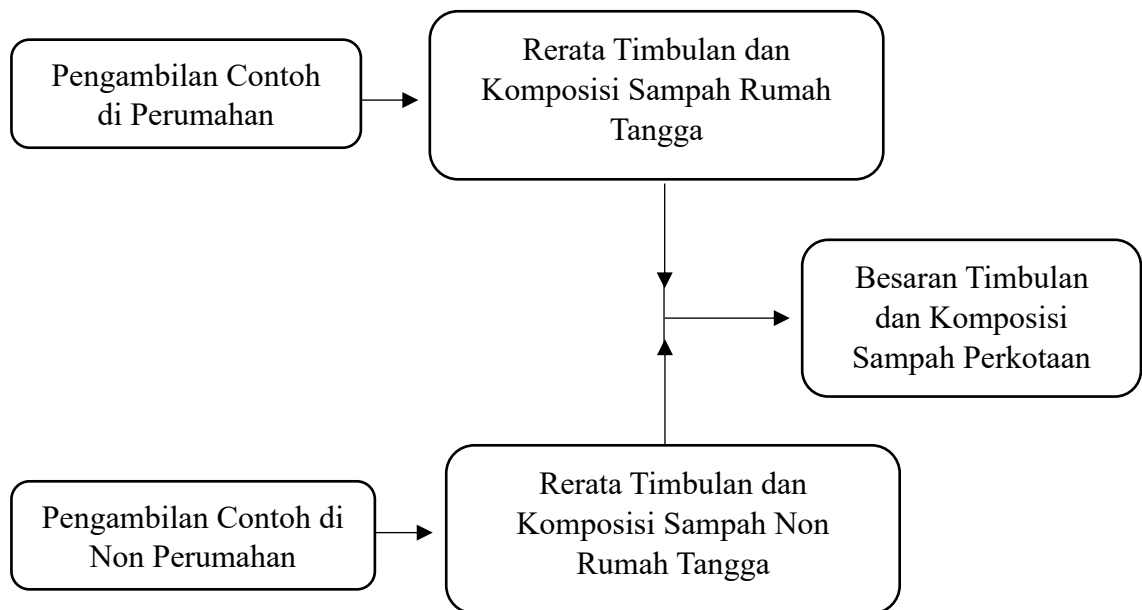 Pengambilan Contoh
di Perumahan
Rerata Timbulan dan
Komposisi Sampah Rumah
Tangga
Besaran Timbulan
dan Komposisi
Sampah Perkotaan
Pengambilan Contoh di
Non Perumahan
Rerata Timbulan dan
Komposisi Sampah Non
Rumah Tangga